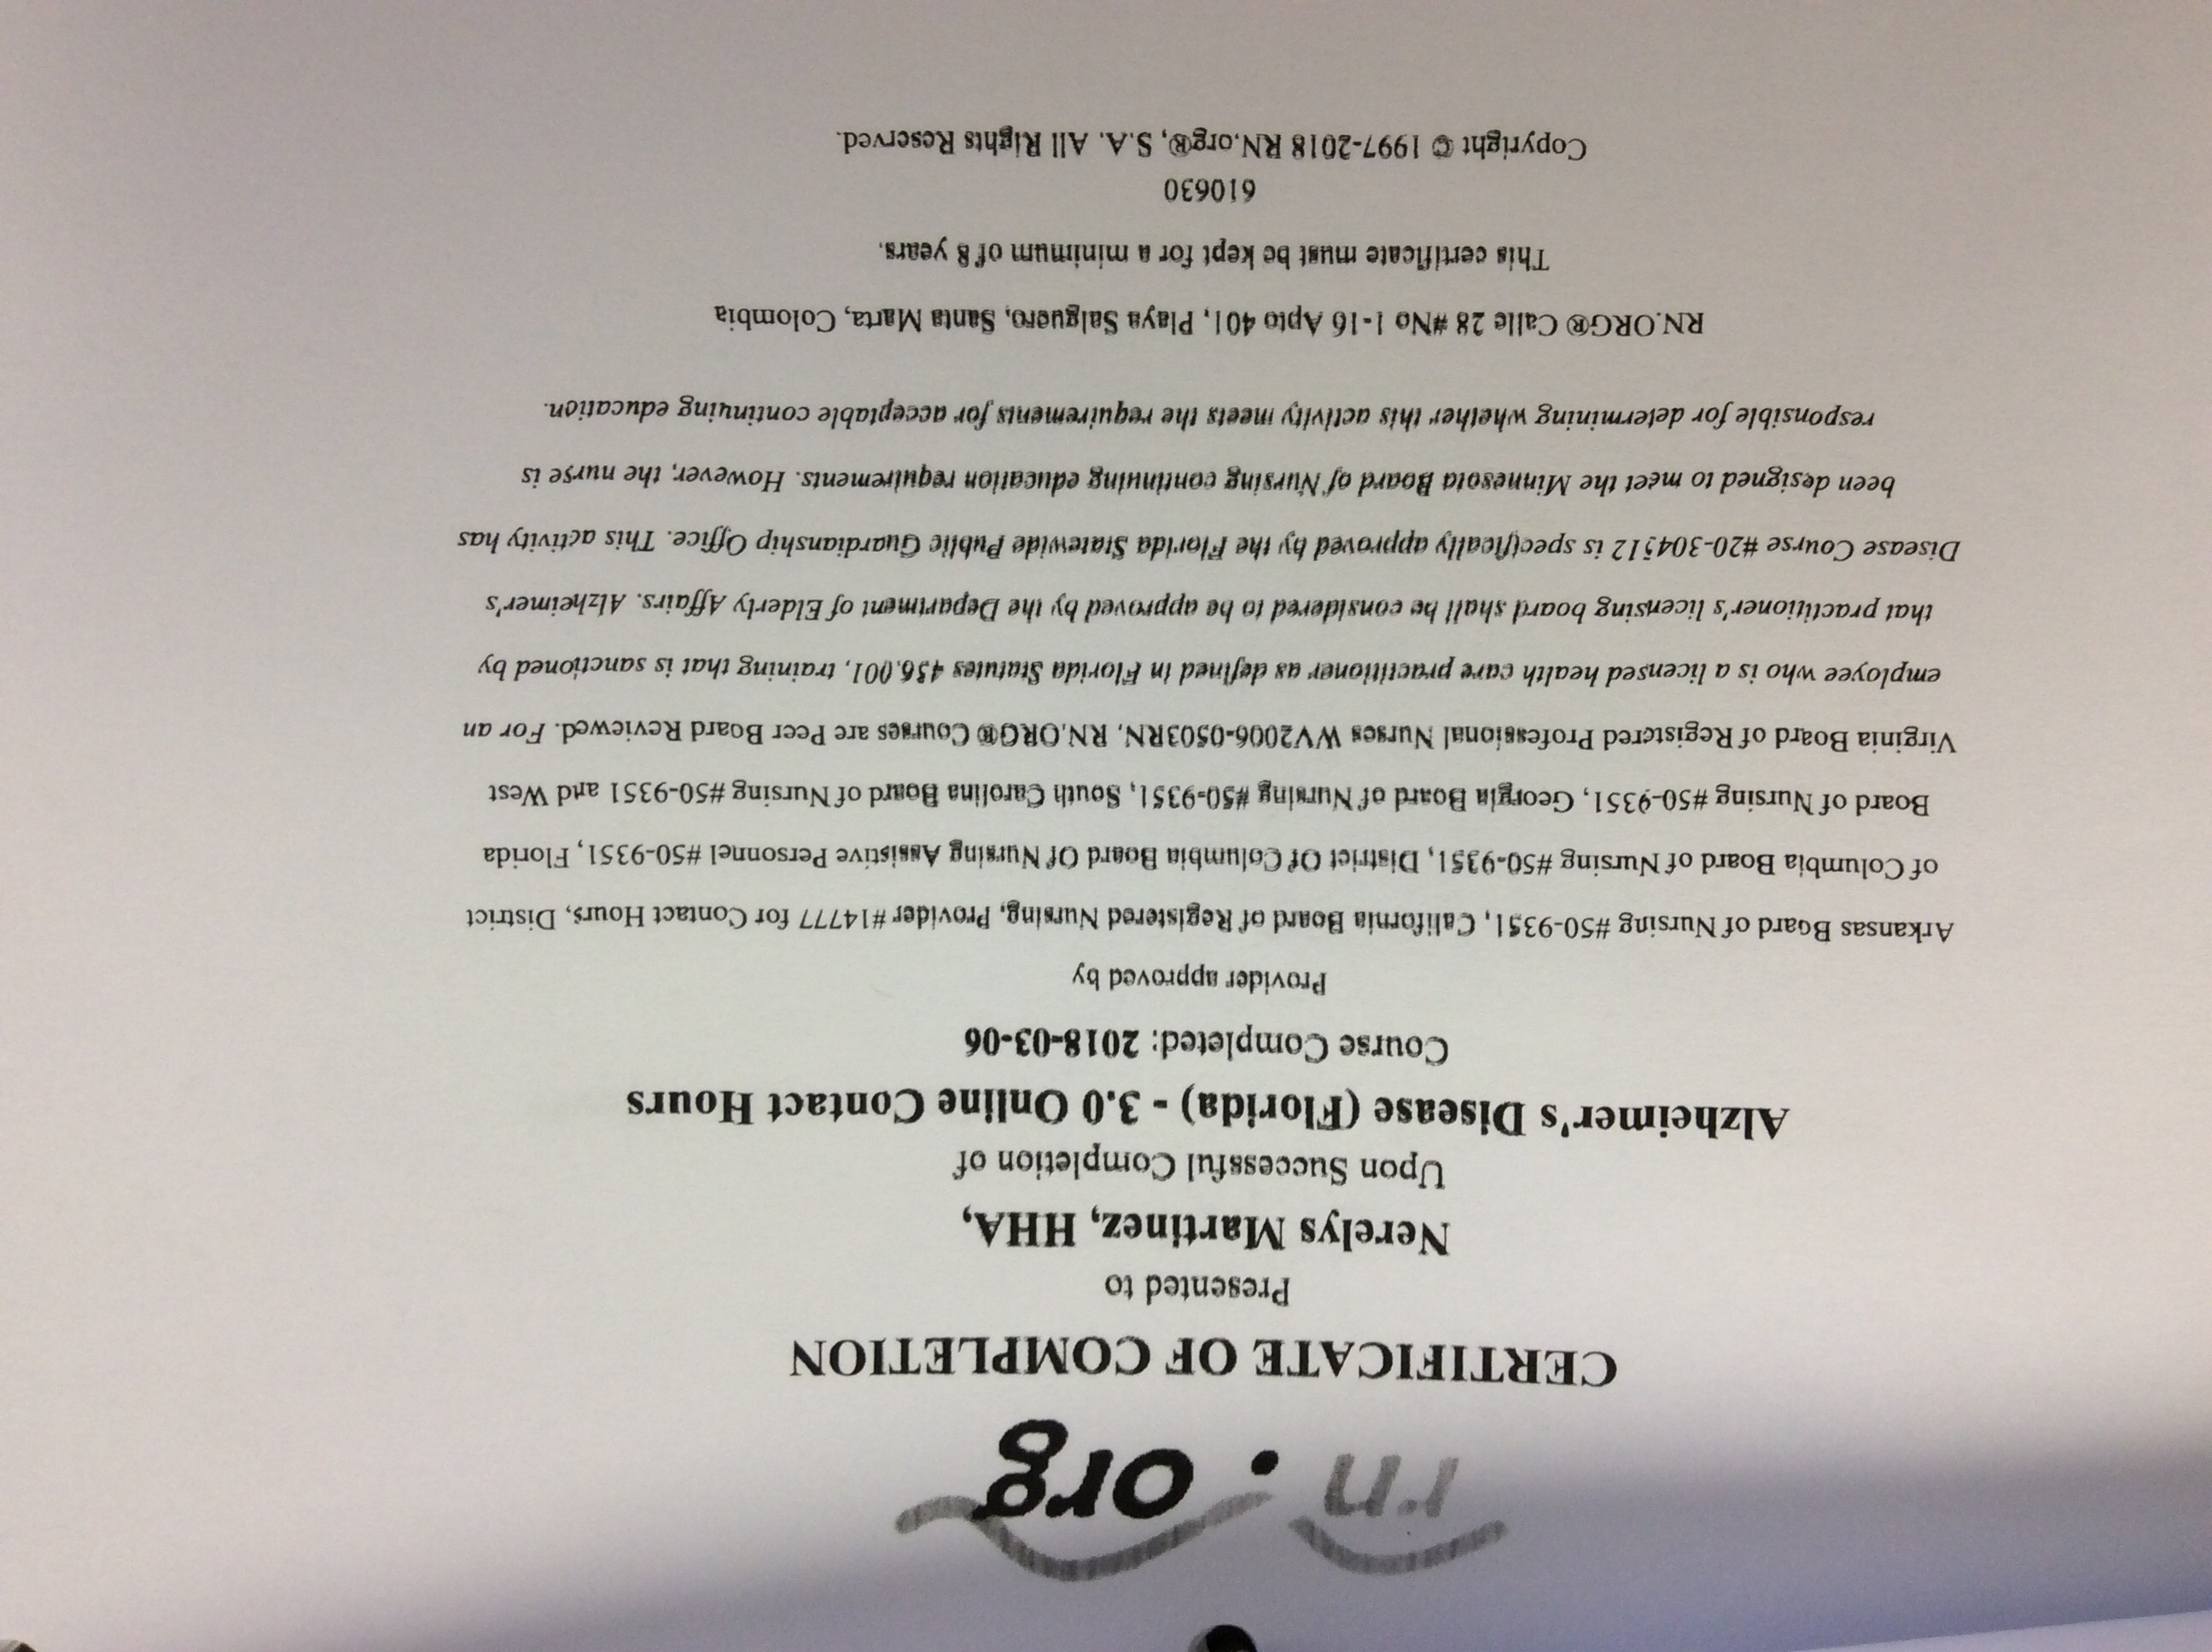 rn.org
CERTIFICATE OF COMPLETION
Presented to
Nerelys Martinez, HHA,
Upon Successful Completion of
Alzheimer's Disease (Florida) - 3.0 Online Contact Hours
Course Completed: 2018-03-06
Provider approved by
Arkansas Board of Nursing #50-9351, California Board of Registered Nursing, Provider #14777 for Contact Hours, District
of Columbia Board of Nursing #50-9351, District Of Columbia Board Of Nursing Assistive Personnel #50-9351, Florida
Board of Nursing #50-9351, Georgia Board of Nursing #50-9351, South Carolina Board of Nursing #50-9351 and West
Virginia Board of Registered Professional Nurses WV2006-0503RN. RN.ORG® Courses are Peer Board Reviewed. For an
employee who is a licensed health care practitioner as defined in Florida Statutes 456.001, training that is sanctioned by
that practitioner's licensing board shall be considered to be approved by the Department of Elderly Affairs. Alzheimer's
Disease Course #20-304512 is specifically approved by the Florida Statewide Public Guardianship Office. This activity has
been designed to meet the Minnesota Board of Nursing continuing education requirements. However, the nurse is
responsible for determining whether this activity meets the requirements for acceptable continuing education.
RN.ORG® Calle 28 #No 1-16 Apto 401, Playa Salguero, Santa Marta, Colombia
This certificate must be kept for a minimum of 8 years.
610630
Copyright © 1997-2018 RN.org®, S.A. All Rights Reserved.